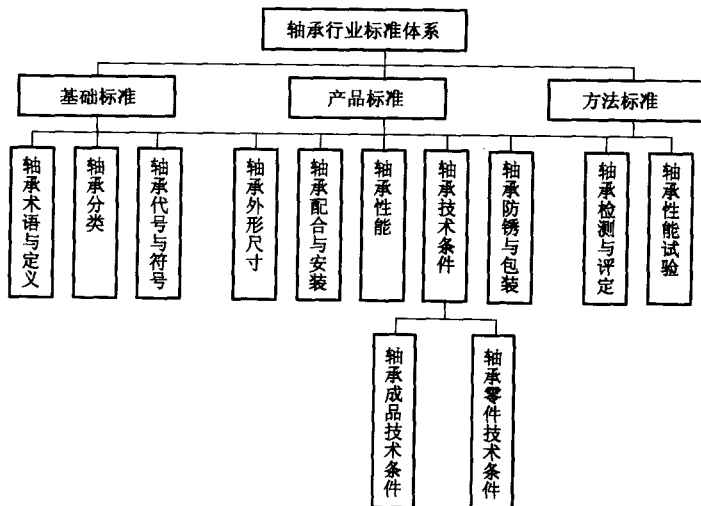 轴承行业标准体系
基础标准
产品标准
方法标准
轴承术语与定义
轴承分类
轴承代号与符号
轴承外形尺寸
轴承配合与安装
轴承性能
轴承技术条件
轴承防锈与包装
轴承检测与评定
轴承性能试验
轴承成品技术条件
轴承零件技术条件